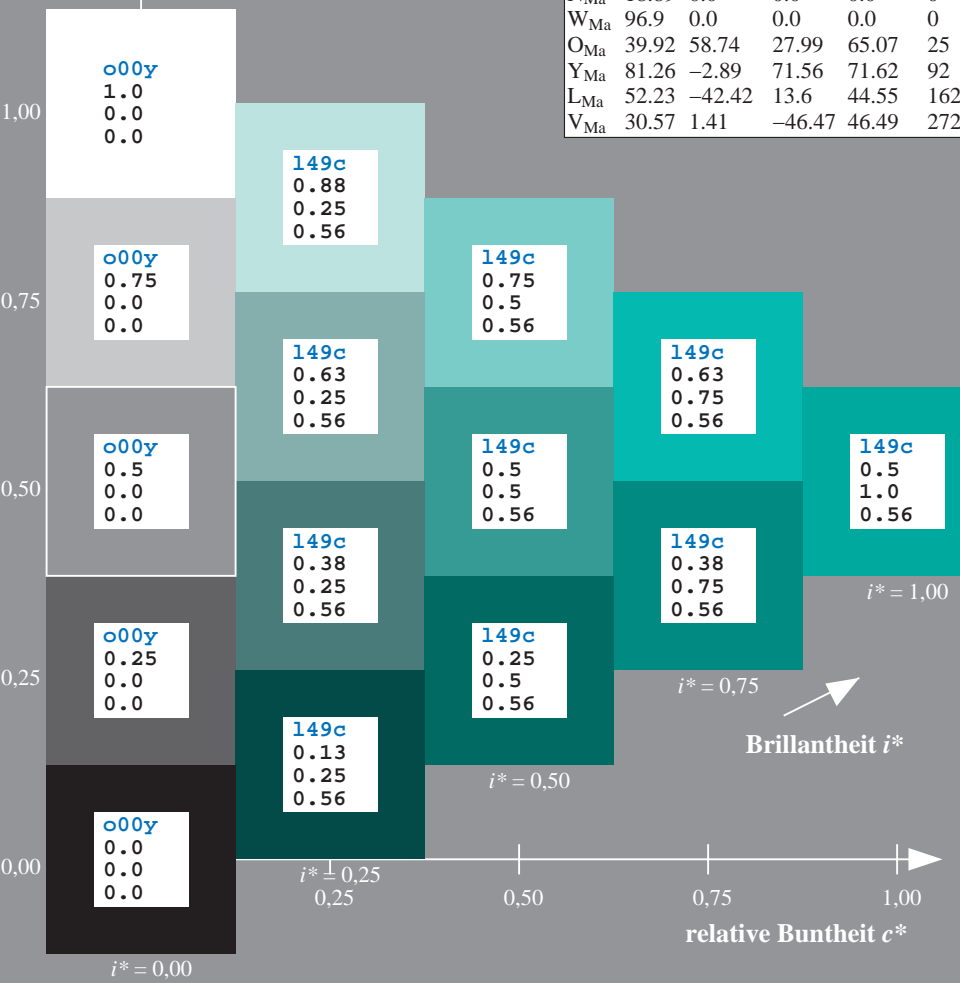 W_Ma 96.9 0.0 0.0 0.0 0
O_Ma 39.92 58.74 27.99 65.07 25
Y_Ma 81.26 –2.89 71.56 71.62 92
L_Ma 52.23 –42.42 13.6 44.55 162
V_Ma 30.57 1.41 –46.47 46.49 272
1,00
o00y
1.0
0.0
0.0
l49c
0.88
0.25
0.56
0,75
o00y
0.75
0.0
0.0
l49c
0.75
0.5
0.56
l49c
0.63
0.25
0.56
l49c
0.63
0.75
0.56
0,50
o00y
0.5
0.0
0.0
l49c
0.5
0.5
0.56
l49c
0.5
1.0
0.56
l49c
0.38
0.25
0.56
l49c
0.38
0.75
0.56
i* = 1,00
0,25
o00y
0.25
0.0
0.0
l49c
0.25
0.5
0.56
i* = 0,75
l49c
0.13
0.25
0.56
Brillantheit i*
i* = 0,50
0,00
o00y
0.0
0.0
0.0
i* = 0,25
0,25 0,50 0,75 1,00
relative Buntheit c*
i* = 0,00